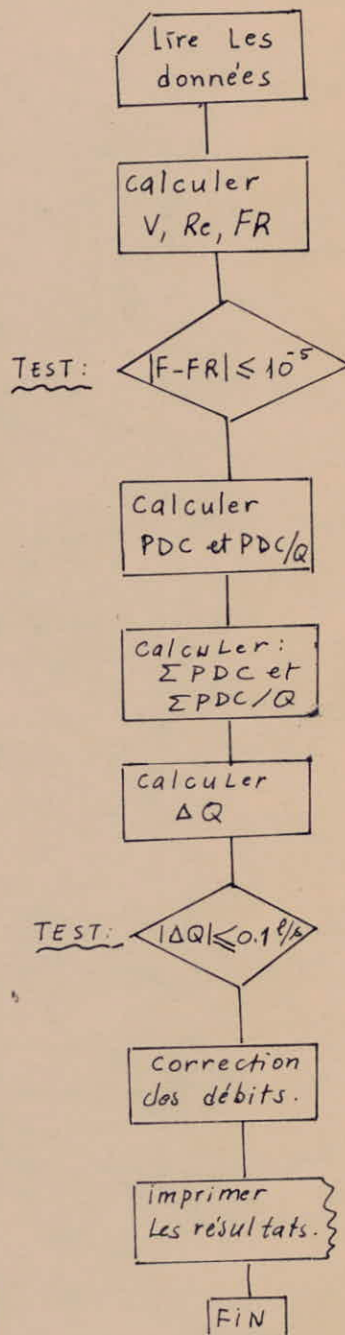 Lire Les
données
Calculer
V, Re, FR
TEST: |F-FR| ≤ 10⁻⁵
Calculer
PDC et PDC/Q
Calculer:
Σ PDC et
Σ PDC/Q
Calculer
Δ Q
TEST: |ΔQ| ≤ 0.1 l/s
Correction
des débits.
imprimer
Les résultats.
FIN